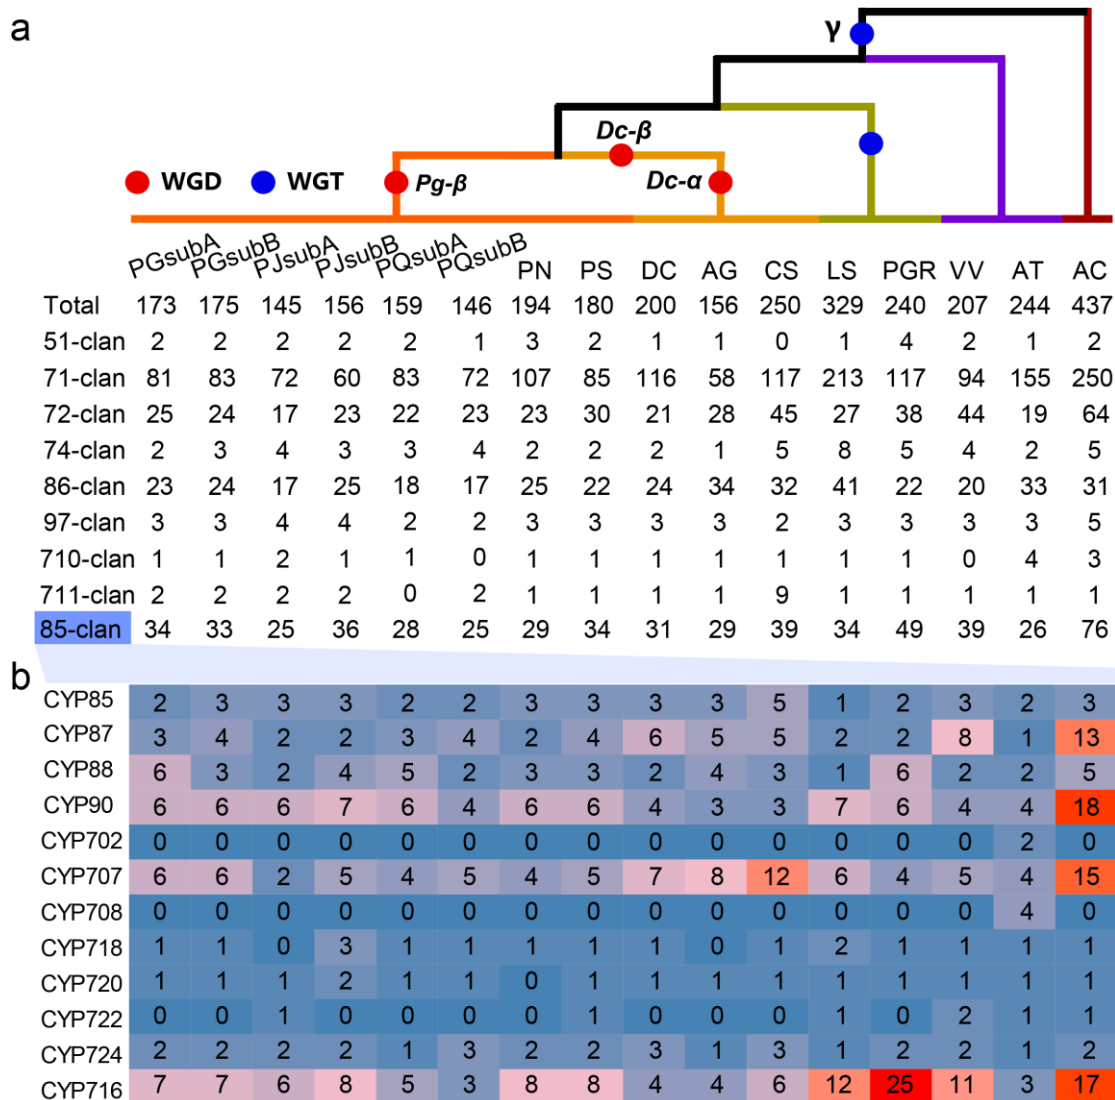 a
γ
Dc-β
WGD WGT Pg-β Dc-α
PGsubA PGsubB PJsubA PJsubB PQsubA PQsubB PN PS DC AG CS LS PGR VV AT AC
Total 173 175 145 156 159 146 194 180 200 156 250 329 240 207 244 437
51-clan 2 2 2 2 2 1 3 2 1 1 0 1 4 2 1 2
71-clan 81 83 72 60 83 72 107 85 116 58 117 213 117 94 155 250
72-clan 25 24 17 23 22 23 23 30 21 28 45 27 38 44 19 64
74-clan 2 3 4 3 3 4 2 2 2 1 5 8 5 4 2 5
86-clan 23 24 17 25 18 17 25 22 24 34 32 41 22 20 33 31
97-clan 3 3 4 4 2 2 3 3 3 3 2 3 3 3 3 5
710-clan 1 1 2 1 1 0 1 1 1 1 1 1 1 0 4 3
711-clan 2 2 2 2 0 2 1 1 1 1 9 1 1 1 1 1
85-clan 34 33 25 36 28 25 29 34 31 29 39 34 49 39 26 76
b
CYP85 2 3 3 3 2 2 3 3 3 3 5 1 2 3 2 3
CYP87 3 4 2 2 3 4 2 4 6 5 5 2 2 8 1 13
CYP88 6 3 2 4 5 2 3 3 2 4 3 1 6 2 2 5
CYP90 6 6 6 7 6 4 6 6 4 3 3 7 6 4 4 18
CYP702 0 0 0 0 0 0 0 0 0 0 0 0 0 0 2 0
CYP707 6 6 2 5 4 5 4 5 7 8 12 6 4 5 4 15
CYP708 0 0 0 0 0 0 0 0 0 0 0 0 0 0 4 0
CYP718 1 1 0 3 1 1 1 1 1 0 1 2 1 1 1 1
CYP720 1 1 1 2 1 1 0 1 1 1 1 1 1 1 1 1
CYP722 0 0 1 0 0 0 0 1 0 0 0 1 0 2 1 1
CYP724 2 2 2 2 1 3 2 2 3 1 3 1 2 2 1 2
CYP716 7 7 6 8 5 3 8 8 4 4 6 12 25 11 3 17